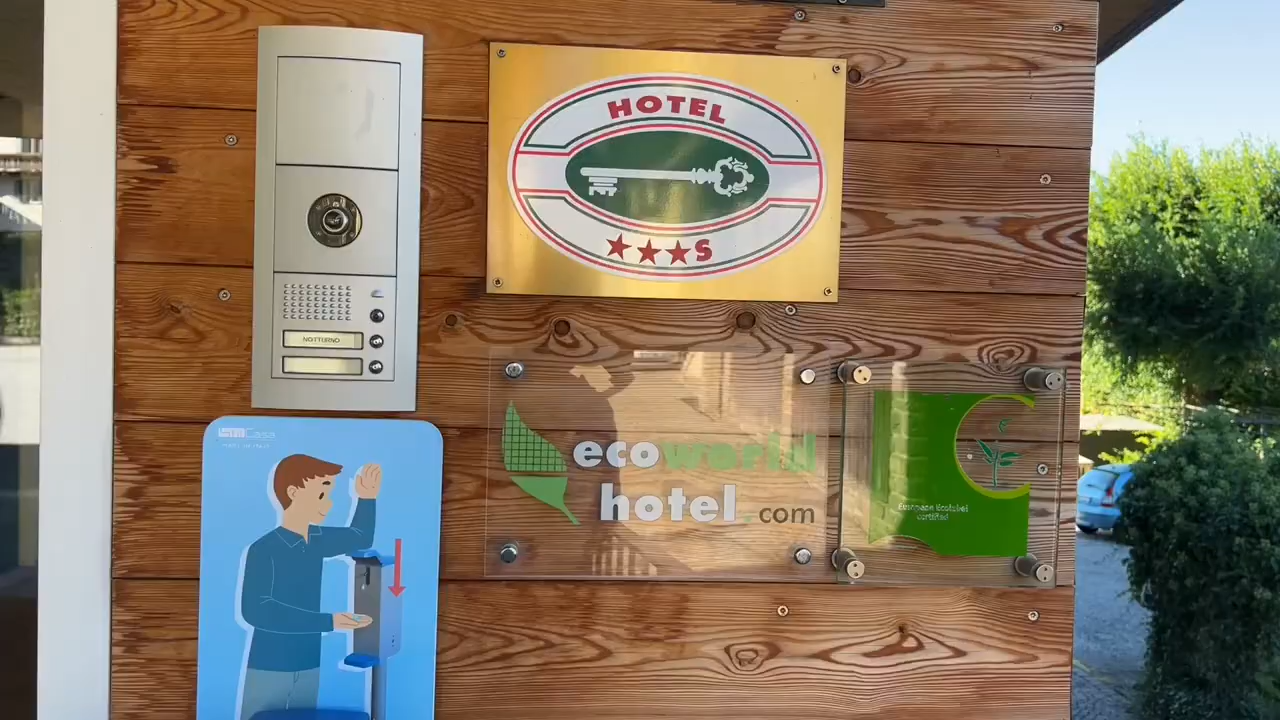 HOTEL
★★★S
NOTTURNO
ecoworld
hotel.com
European Ecolabel
certified